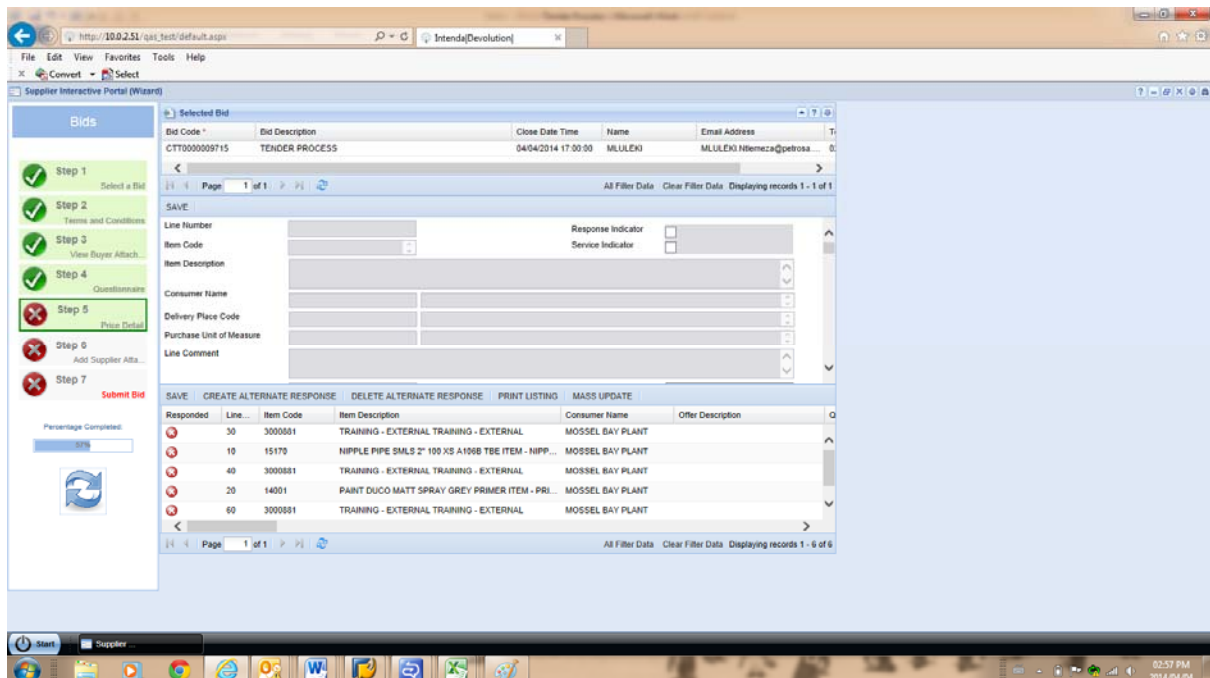 http://10.0.2.51/qas_test/default.aspx
Intenda|Devolution|
File Edit View Favorites Tools Help
Convert Select
Supplier Interactive Portal (Wizard)
Bids
Step 1
Select a Bid
Step 2
Terms and Conditions
Step 3
View Buyer Attach...
Step 4
Questionnaire
Step 5
Price Detail
Step 6
Add Supplier Atta...
Step 7
Submit Bid
Percentage Completed:
57%
Selected Bid
Bid Code * Bid Description Close Date Time Name Email Address
CTT0000009715 TENDER PROCESS 04/04/2014 17:00:00 MLULEKI MLULEKI.Ntlemeza@petrosa....
Page 1 of 1 All Filter Data Clear Filter Data Displaying records 1 - 1 of 1
SAVE
Line Number Response Indicator
Item Code Service Indicator
Item Description
Consumer Name
Delivery Place Code
Purchase Unit of Measure
Line Comment
SAVE CREATE ALTERNATE RESPONSE DELETE ALTERNATE RESPONSE PRINT LISTING MASS UPDATE
Responded Line... Item Code Item Description Consumer Name Offer Description Q
30 3000881 TRAINING - EXTERNAL TRAINING - EXTERNAL MOSSEL BAY PLANT
10 15170 NIPPLE PIPE SMLS 2" 100 XS A106B TBE ITEM - NIPP... MOSSEL BAY PLANT
40 3000881 TRAINING - EXTERNAL TRAINING - EXTERNAL MOSSEL BAY PLANT
20 14001 PAINT DUCO MATT SPRAY GREY PRIMER ITEM - PRI... MOSSEL BAY PLANT
60 3000881 TRAINING - EXTERNAL TRAINING - EXTERNAL MOSSEL BAY PLANT
Page 1 of 1 All Filter Data Clear Filter Data Displaying records 1 - 6 of 6
Start Supplier ...
02:57 PM
2014/04/04